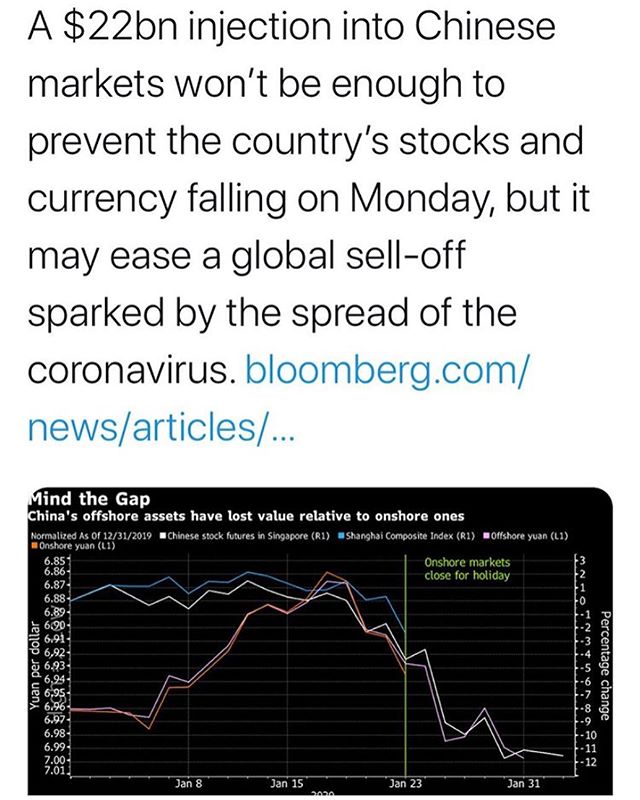 A $22bn injection into Chinese
markets won't be enough to
prevent the country's stocks and
currency falling on Monday, but it
may ease a global sell-off
sparked by the spread of the
coronavirus. bloomberg.com/
news/articles/...
Mind the Gap
China's offshore assets have lost value relative to onshore ones
Normalized As Of 12/31/2019 Chinese stock futures in Singapore (R1) Shanghai Composite Index (R1) Offshore yuan (L1)
Onshore yuan (L1)
Onshore markets
close for holiday
Yuan per dollar
6.85
6.86
6.87
6.88
6.89
6.90
6.91
6.92
6.93
6.94
6.95
6.96
6.97
6.98
6.99
7.00
7.01
3
2
1
0
-1
-2
-3
-4
-5
-6
-7
-8
-9
-10
-11
-12
Percentage change
Jan 8 Jan 15 Jan 23 Jan 31
2020